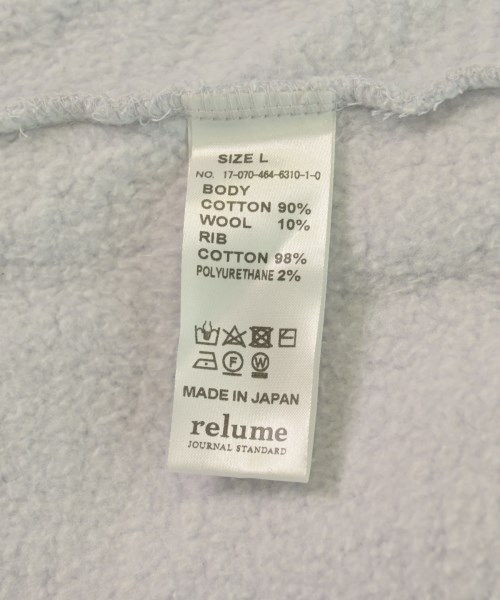 SIZE L
NO. 17-070-464-6310-1-0
BODY
COTTON 90%
WOOL 10%
RIB
COTTON 98%
POLYURETHANE 2%
F W
MADE IN JAPAN
relume
JOURNAL STANDARD